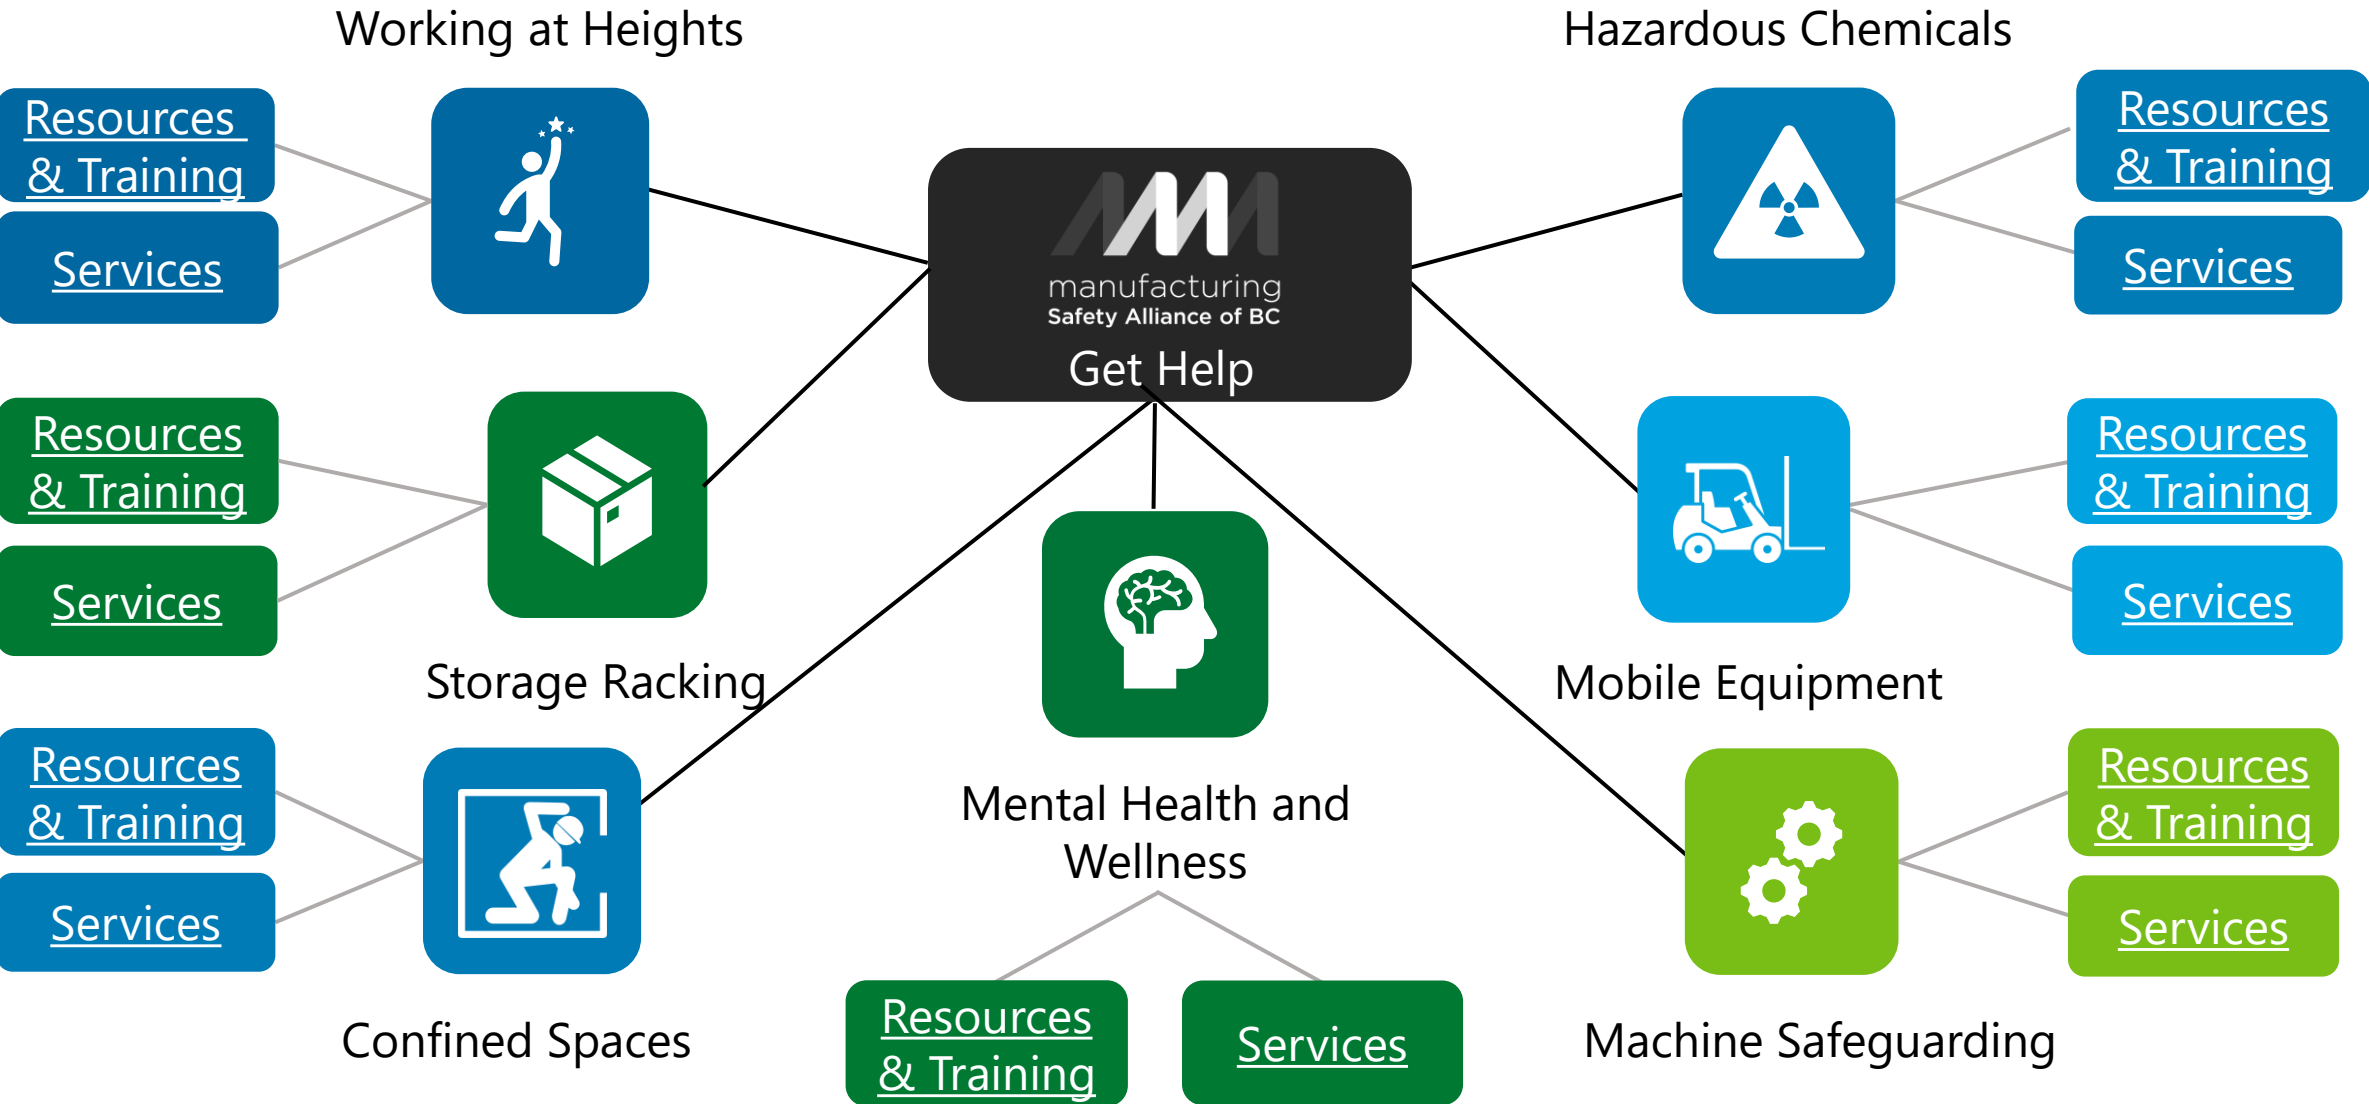 Working at Heights
Hazardous Chemicals
Resources
& Training
Services
manufacturing
Safety Alliance of BC
Get Help
Resources
& Training
Services
Resources
& Training
Services
Storage Racking
Resources
& Training
Services
Mobile Equipment
Resources
& Training
Services
Confined Spaces
Mental Health and
Wellness
Resources
& Training
Services
Resources
& Training
Services
Machine Safeguarding